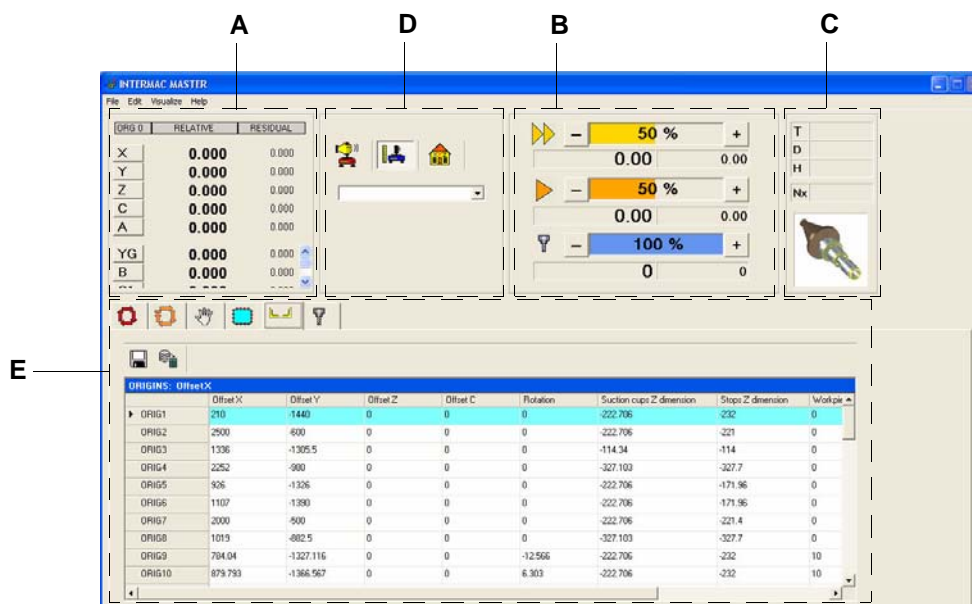 A D B C
INTERMAC MASTER
File Edit Visualize Help
ORG 0 RELATIVE RESIDUAL
X 0.000 0.000
Y 0.000 0.000
Z 0.000 0.000
C 0.000 0.000
A 0.000 0.000
YG 0.000 0.000
B 0.000 0.000
− 50 % +
0.00 0.00
− 50 % +
0.00 0.00
− 100 % +
0 0
T
D
H
Nx
E
ORIGINS: OffsetX
Offset X Offset Y Offset Z Offset C Rotation Suction cups Z dimension Stops Z dimension
ORIG1 210 -1440 0 0 0 -222.706 -232 0
ORIG2 2500 -600 0 0 0 -222.706 -221 0
ORIG3 1336 -1305.5 0 0 0 -114.34 -114 0
ORIG4 2252 -980 0 0 0 -327.103 -327.7 0
ORIG5 926 -1326 0 0 0 -222.706 -171.96 0
ORIG6 1107 -1390 0 0 0 -222.706 -171.96 0
ORIG7 2000 -500 0 0 0 -222.706 -221.4 0
ORIG8 1019 -882.5 0 0 0 -327.103 -327.7 0
ORIG9 784.04 -1327.116 0 0 -12.566 -222.706 -232 10
ORIG10 879.793 -1366.567 0 0 6.303 -222.706 -232 10